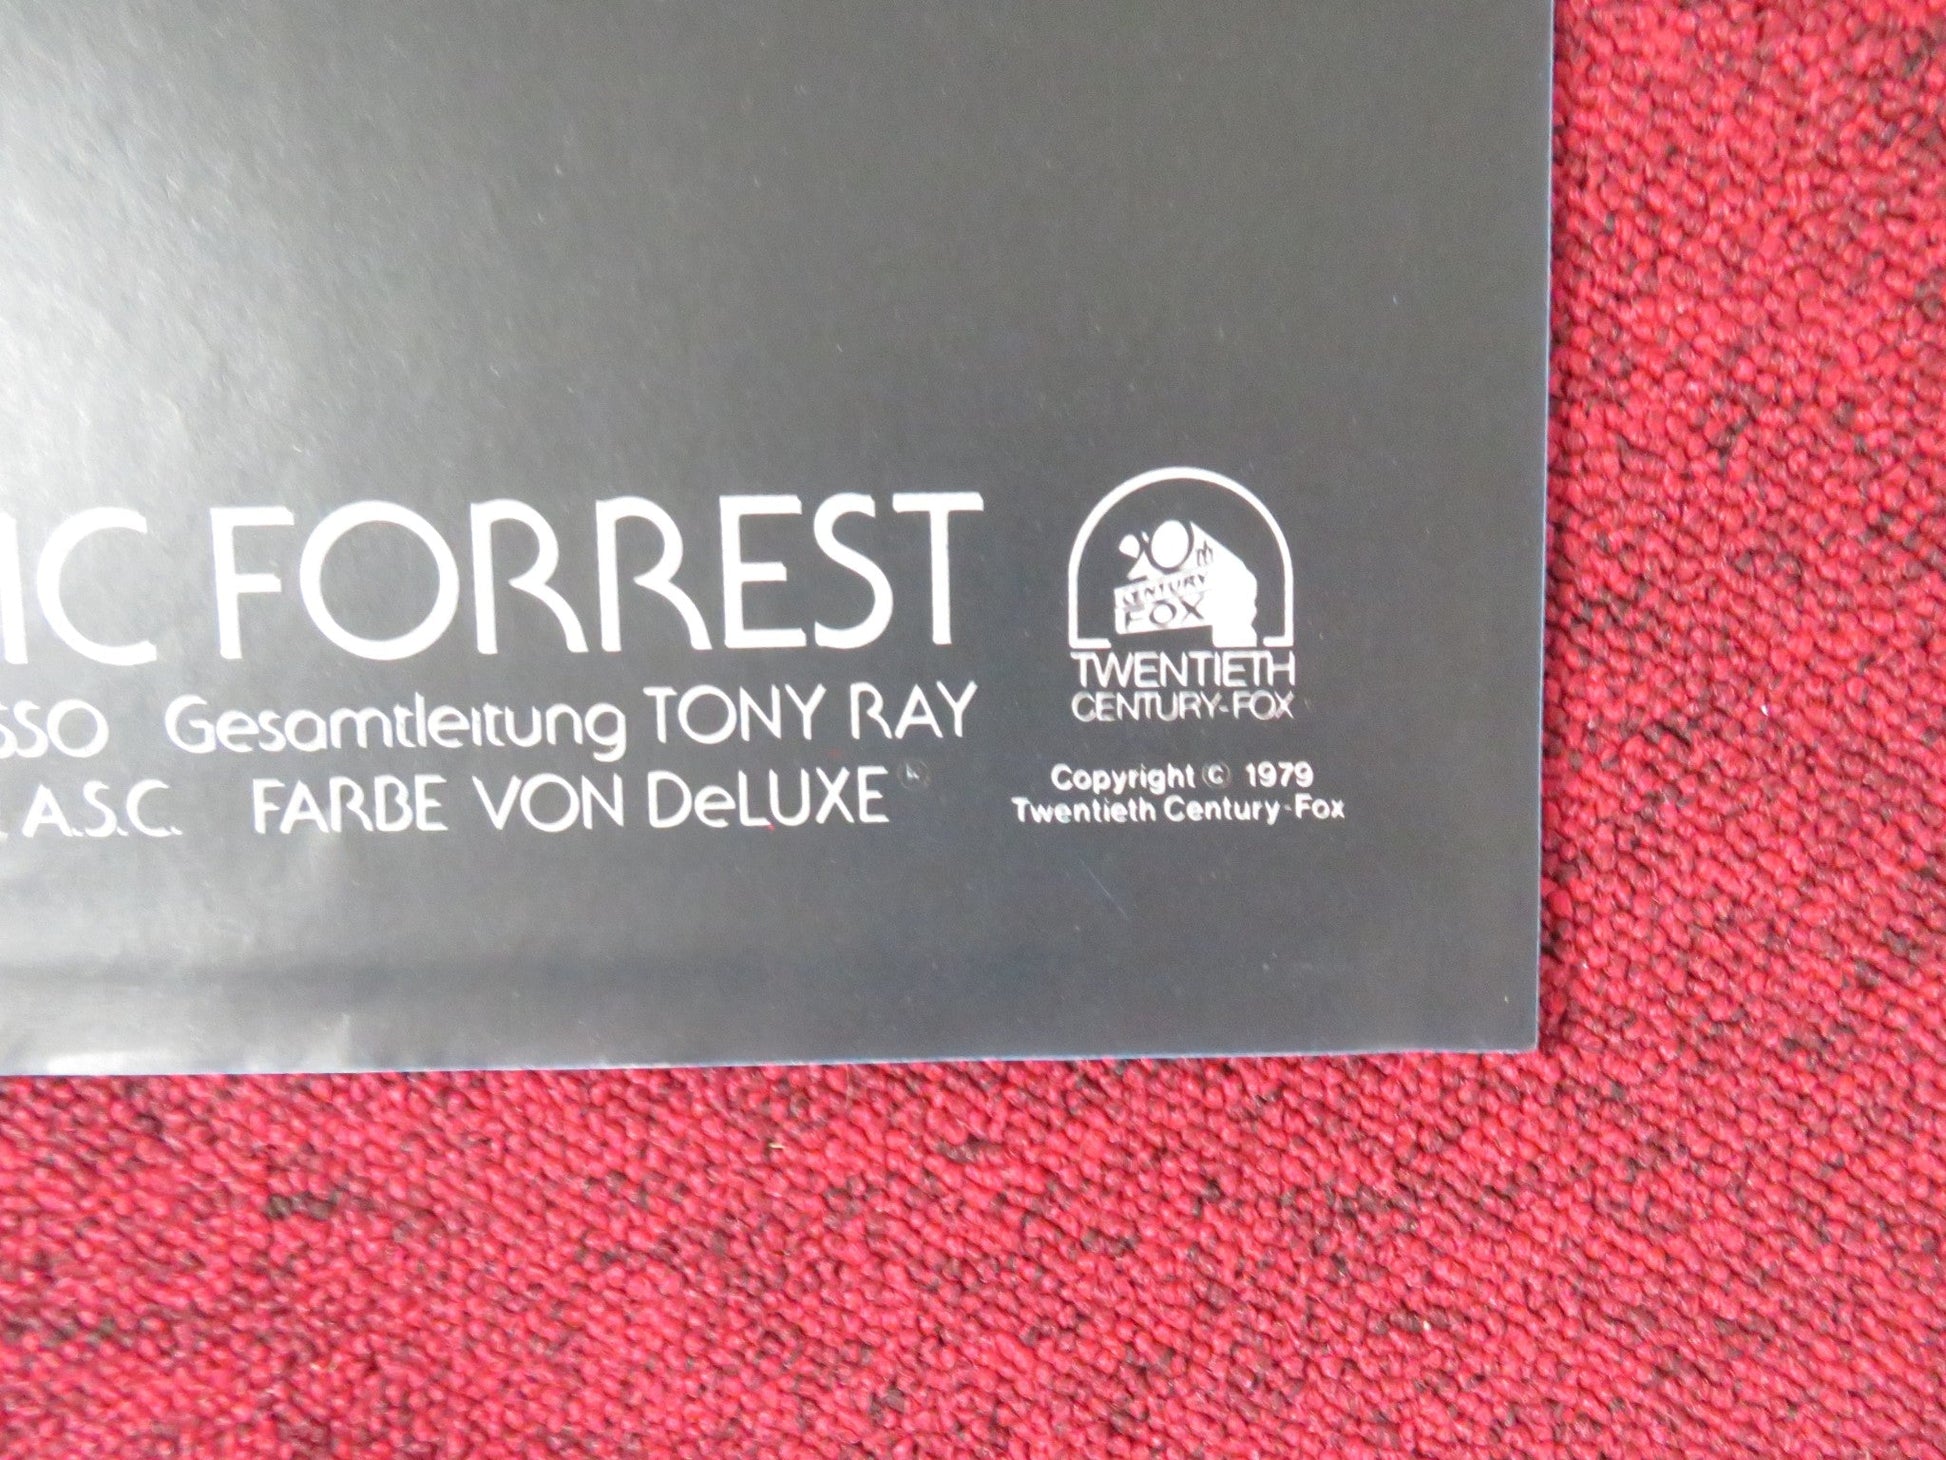 IC FORREST
SSO Gesamtleitung TONY RAY
A.S.C. FARBE VON DeLUXE
20th
CENTURY
FOX
TWENTIETH
CENTURY-FOX
Copyright © 1979
Twentieth Century-Fox